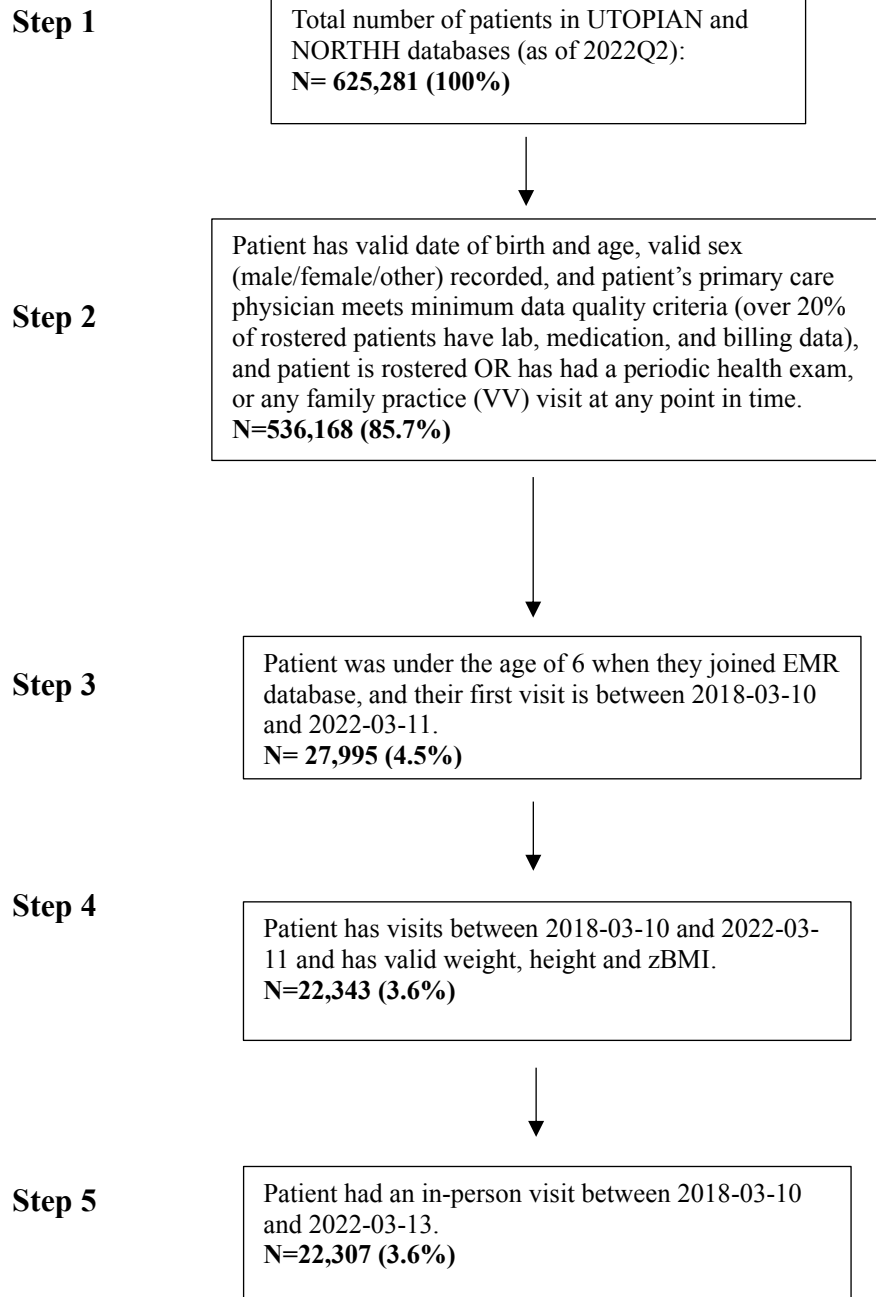 Step 1
Total number of patients in UTOPIAN and
NORTHH databases (as of 2022Q2):
N= 625,281 (100%)
Step 2
Patient has valid date of birth and age, valid sex
(male/female/other) recorded, and patient's primary care
physician meets minimum data quality criteria (over 20%
of rostered patients have lab, medication, and billing data),
and patient is rostered OR has had a periodic health exam,
or any family practice (VV) visit at any point in time.
N=536,168 (85.7%)
Step 3
Patient was under the age of 6 when they joined EMR
database, and their first visit is between 2018-03-10
and 2022-03-11.
N= 27,995 (4.5%)
Step 4
Patient has visits between 2018-03-10 and 2022-03-
11 and has valid weight, height and zBMI.
N=22,343 (3.6%)
Step 5
Patient had an in-person visit between 2018-03-10
and 2022-03-13.
N=22,307 (3.6%)